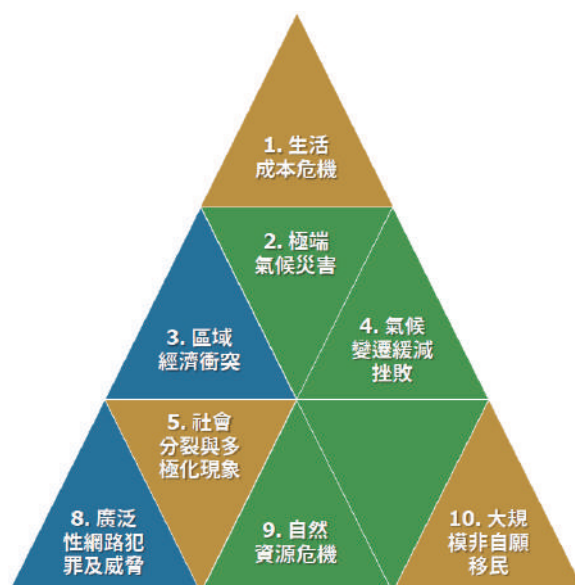 1. 生活
成本危機
2. 極端
氣候災害
3. 區域
經濟衝突
4. 氣候
變遷緩減
挫敗
5. 社會
分裂與多
極化現象
8. 廣泛
性網路犯
罪及威脅
9. 自然
資源危機
10. 大規
模非自願
移民